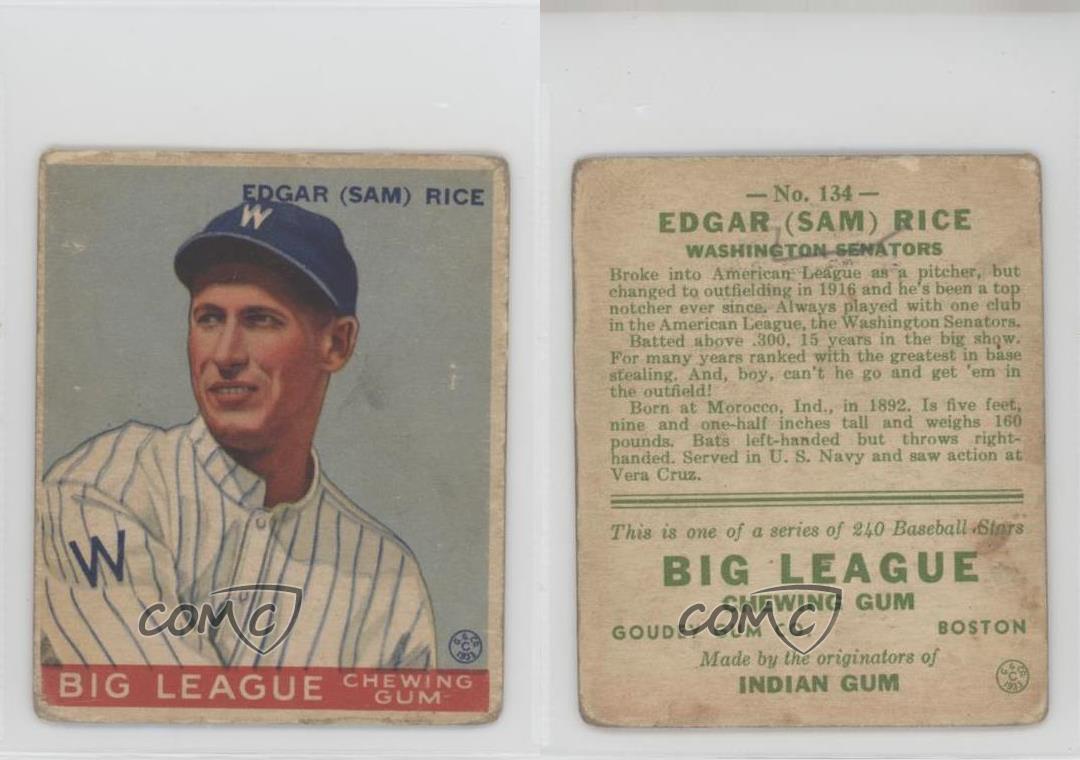 EDGAR (SAM) RICE
W
W
COMC
G. G. CO.
C
1933
BIG LEAGUE CHEWING GUM
— No. 134 —
EDGAR (SAM) RICE
WASHINGTON SENATORS
Broke into American League as a pitcher, but
changed to outfielding in 1916 and he's been a top
notcher ever since. Always played with one club
in the American League, the Washington Senators.
Batted above .300, 15 years in the big show.
For many years ranked with the greatest in base
stealing. And, boy, can't he go and get 'em in
the outfield!
Born at Morocco, Ind., in 1892. Is five feet,
nine and one-half inches tall and weighs 160
pounds. Bats left-handed but throws right-
handed. Served in U. S. Navy and saw action at
Vera Cruz.
This is one of a series of 240 Baseball Stars
BIG LEAGUE
CHEWING GUM
GOUDEY GUM CO. BOSTON
COMC
Made by the originators of
INDIAN GUM
G. G. CO.
C
1933